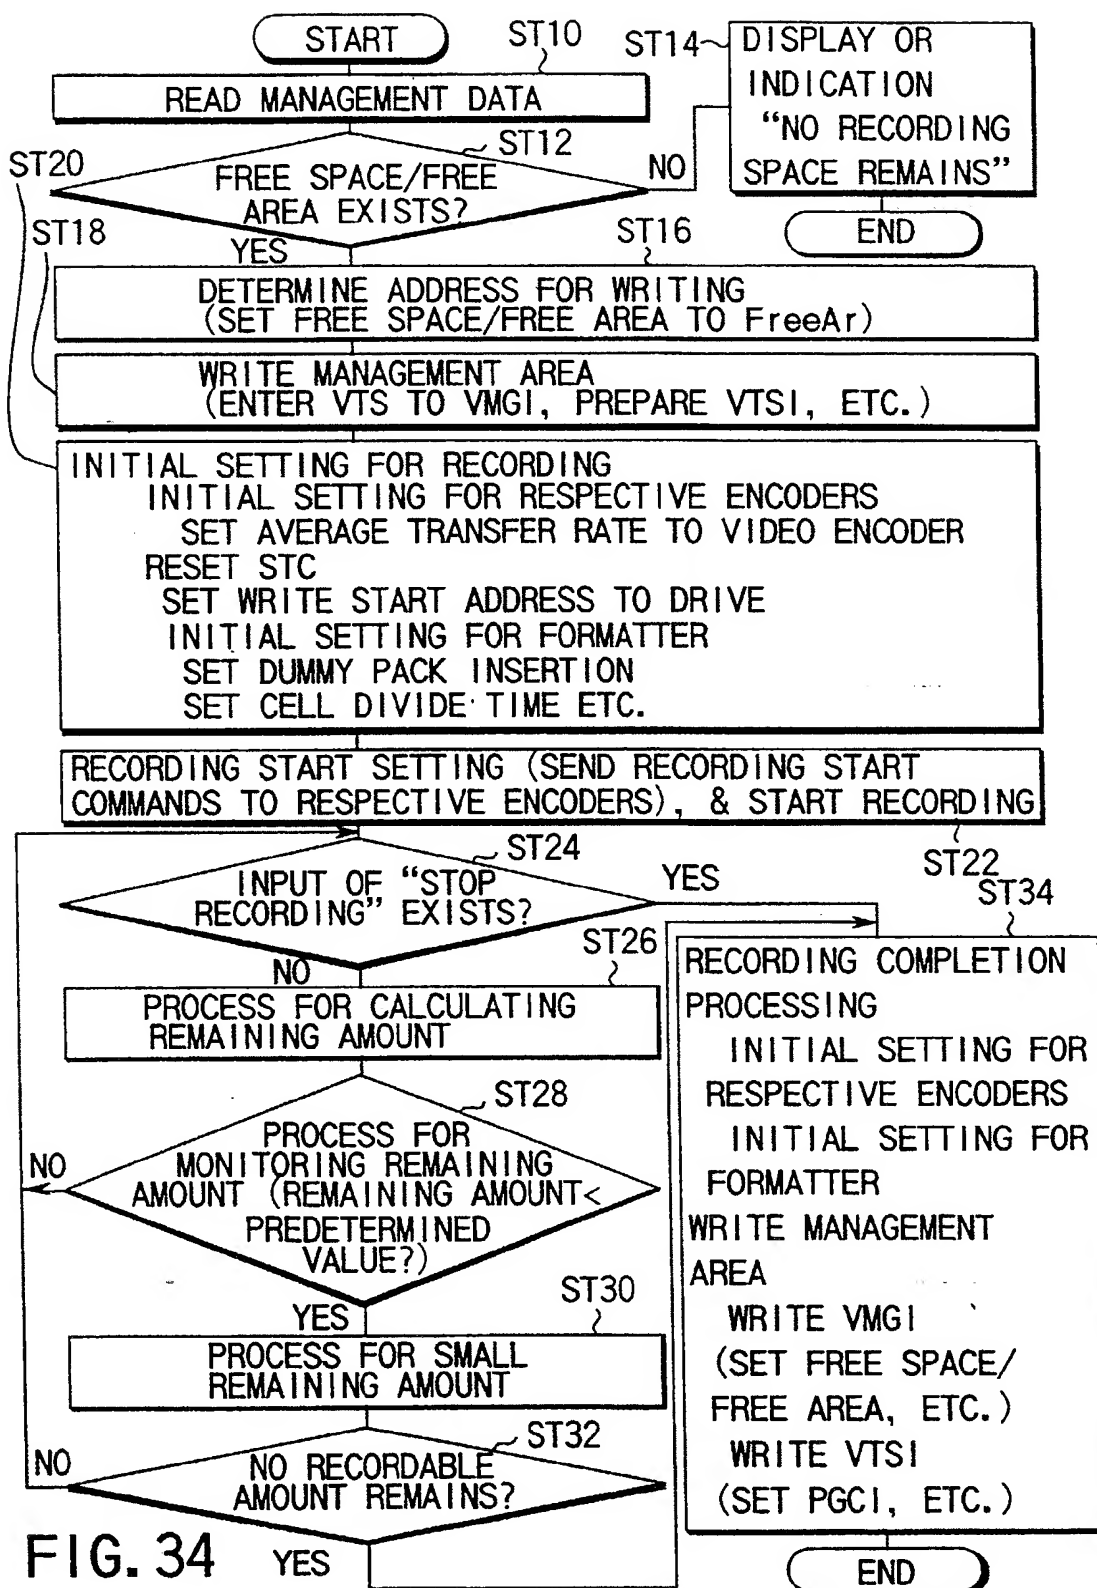 START
ST10
READ MANAGEMENT DATA
ST14
DISPLAY OR
INDICATION
“NO RECORDING
SPACE REMAINS”
END
ST12
ST20
FREE SPACE/FREE
AREA EXISTS?
NO
YES
ST18
ST16
DETERMINE ADDRESS FOR WRITING
(SET FREE SPACE/FREE AREA TO FreeAr)
WRITE MANAGEMENT AREA
(ENTER VTS TO VMGI, PREPARE VTSI, ETC.)
INITIAL SETTING FOR RECORDING
INITIAL SETTING FOR RESPECTIVE ENCODERS
SET AVERAGE TRANSFER RATE TO VIDEO ENCODER
RESET STC
SET WRITE START ADDRESS TO DRIVE
INITIAL SETTING FOR FORMATTER
SET DUMMY PACK INSERTION
SET CELL DIVIDE TIME ETC.
RECORDING START SETTING (SEND RECORDING START
COMMANDS TO RESPECTIVE ENCODERS), & START RECORDING
ST22
ST24
INPUT OF “STOP
RECORDING” EXISTS?
YES
NO
ST26
PROCESS FOR CALCULATING
REMAINING AMOUNT
ST28
PROCESS FOR
MONITORING REMAINING
AMOUNT (REMAINING AMOUNT<
PREDETERMINED
VALUE?)
NO
YES
ST30
PROCESS FOR SMALL
REMAINING AMOUNT
ST32
NO RECORDABLE
AMOUNT REMAINS?
NO
YES
ST34
RECORDING COMPLETION
PROCESSING
INITIAL SETTING FOR
RESPECTIVE ENCODERS
INITIAL SETTING FOR
FORMATTER
WRITE MANAGEMENT
AREA
WRITE VMGI
(SET FREE SPACE/
FREE AREA, ETC.)
WRITE VTSI
(SET PGCI, ETC.)
END
FIG. 34